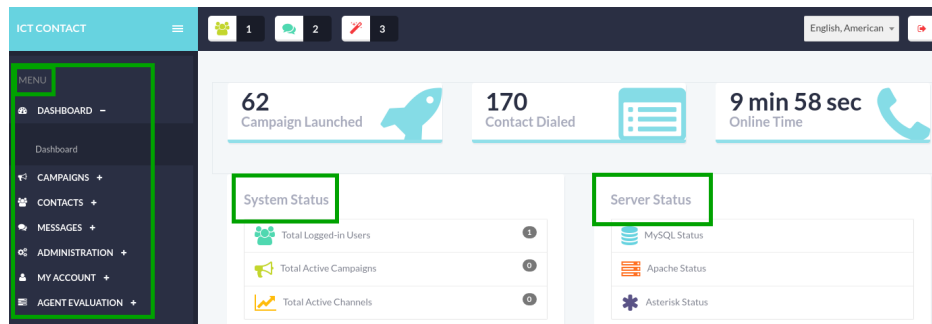 ICT CONTACT
1
2
3
English, American
MENU
DASHBOARD −
Dashboard
CAMPAIGNS +
CONTACTS +
MESSAGES +
ADMINISTRATION +
MY ACCOUNT +
AGENT EVALUATION +
62
Campaign Launched
170
Contact Dialed
9 min 58 sec
Online Time
System Status
Total Logged-in Users 1
Total Active Campaigns 0
Total Active Channels 0
Server Status
MySQL Status
Apache Status
Asterisk Status